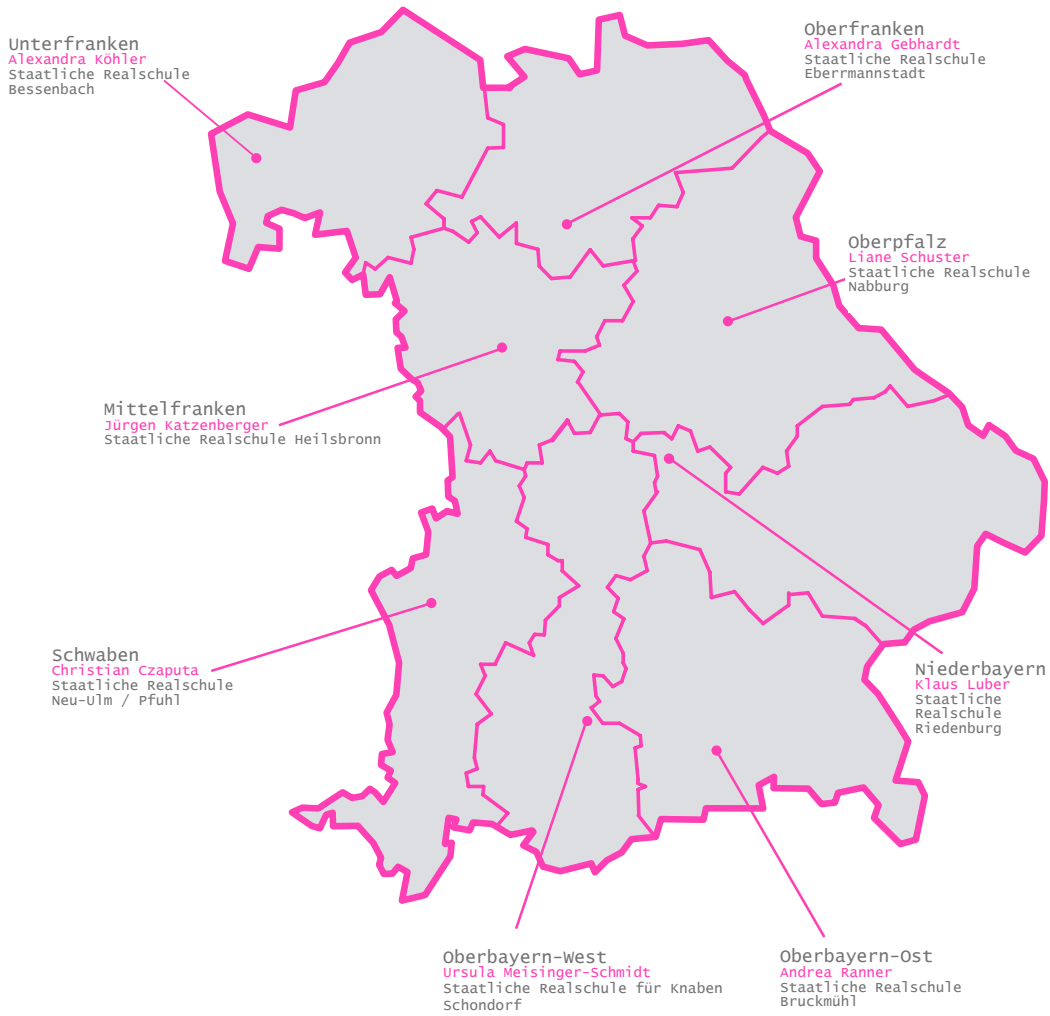 Unterfranken
Alexandra Köhler
Staatliche Realschule
Bessenbach
Oberfranken
Alexandra Gebhardt
Staatliche Realschule
Eberrmannstadt
Oberpfalz
Liane Schuster
Staatliche Realschule
Nabburg
Mittelfranken
Jürgen Katzenberger
Staatliche Realschule Heilsbronn
Schwaben
Christian Czaputa
Staatliche Realschule
Neu-Ulm / Pfuhl
Niederbayern
Klaus Luber
Staatliche
Realschule
Riedenburg
Oberbayern-West
Ursula Meisinger-Schmidt
Staatliche Realschule für Knaben
Schondorf
Oberbayern-Ost
Andrea Ranner
Staatliche Realschule
Bruckmühl